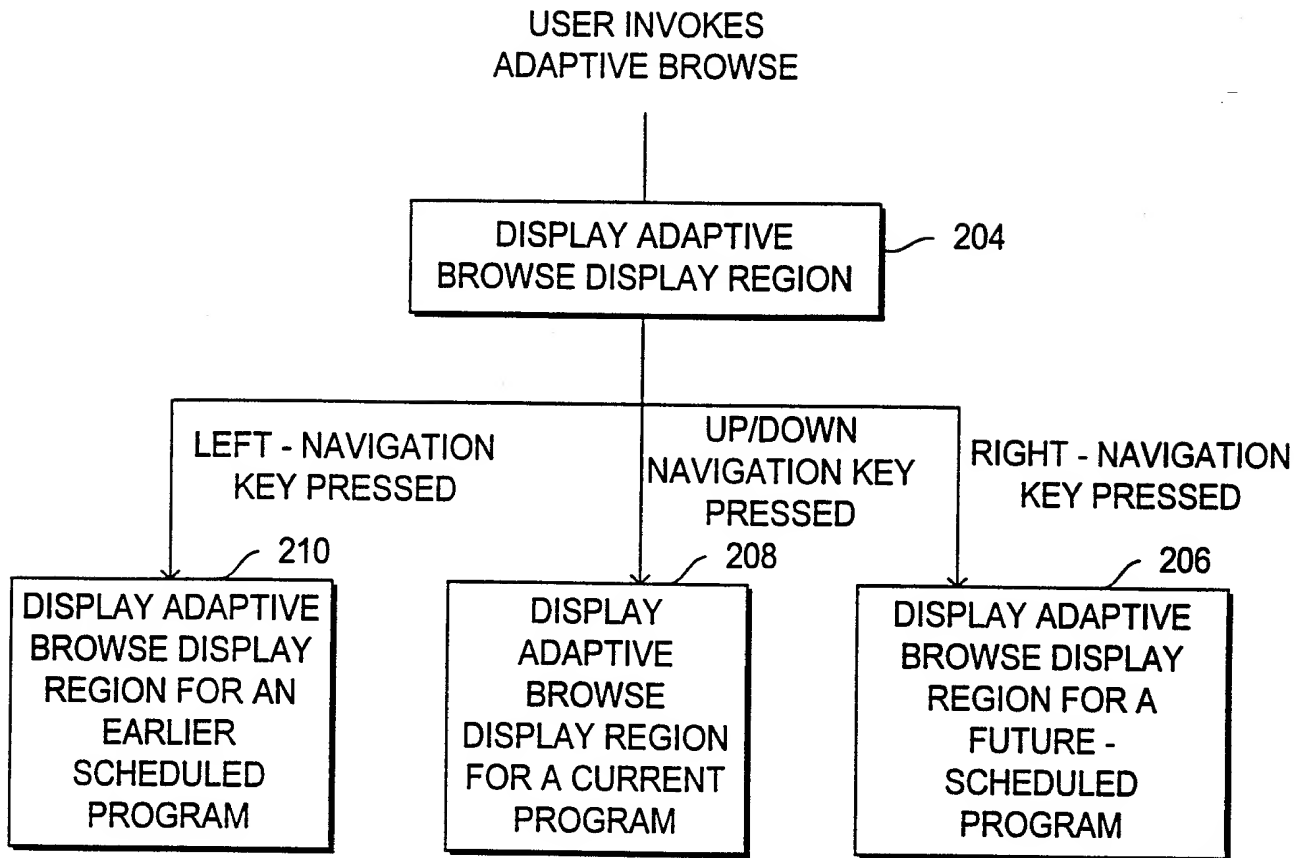 USER INVOKES
ADAPTIVE BROWSE
DISPLAY ADAPTIVE
BROWSE DISPLAY REGION
204
LEFT - NAVIGATION
KEY PRESSED
UP/DOWN
NAVIGATION KEY
PRESSED
RIGHT - NAVIGATION
KEY PRESSED
210
DISPLAY ADAPTIVE
BROWSE DISPLAY
REGION FOR AN
EARLIER
SCHEDULED
PROGRAM
208
DISPLAY
ADAPTIVE
BROWSE
DISPLAY REGION
FOR A CURRENT
PROGRAM
206
DISPLAY ADAPTIVE
BROWSE DISPLAY
REGION FOR A
FUTURE -
SCHEDULED
PROGRAM